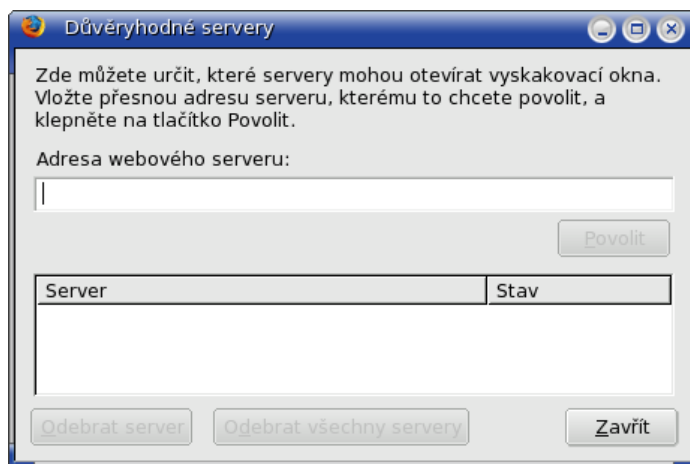 Důvěryhodné servery
Zde můžete určit, které servery mohou otevírat vyskakovací okna.
Vložte přesnou adresu serveru, kterému to chcete povolit, a
klepněte na tlačítko Povolit.
Adresa webového serveru:
Povolit
Server Stav
Odebrat server Odebrat všechny servery Zavřít